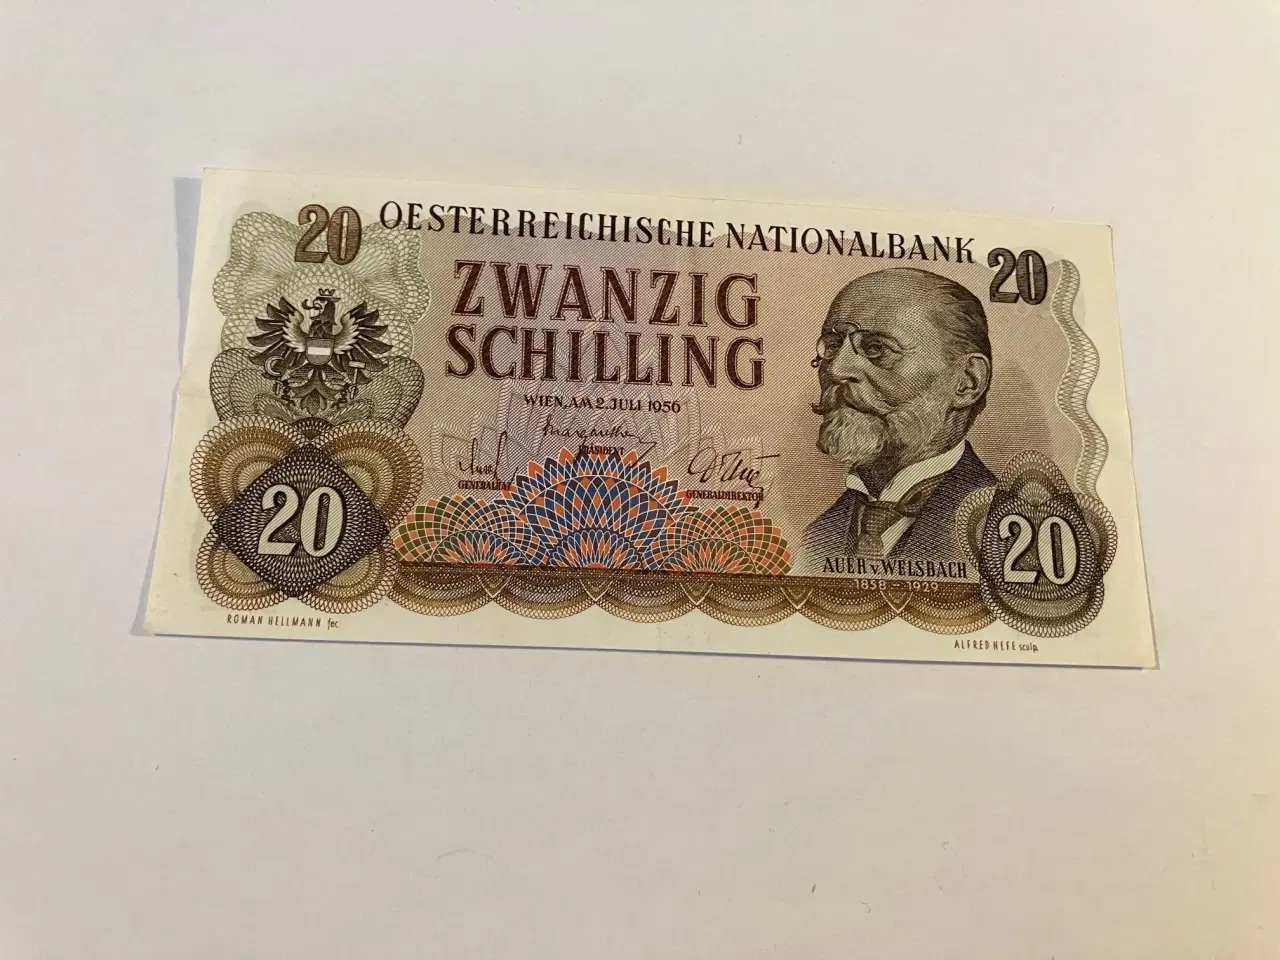 20 OESTERREICHISCHE NATIONALBANK 20
ZWANZIG
SCHILLING
WIEN, AM 2. JULI 1956
PRÄSIDENT
GENERALRAT
GENERALDIREKTOR
20
AUER v. WELSBACH
1858 – 1929
20
ROMAN HELLMANN fec.
ALFRED NEFE sculp.